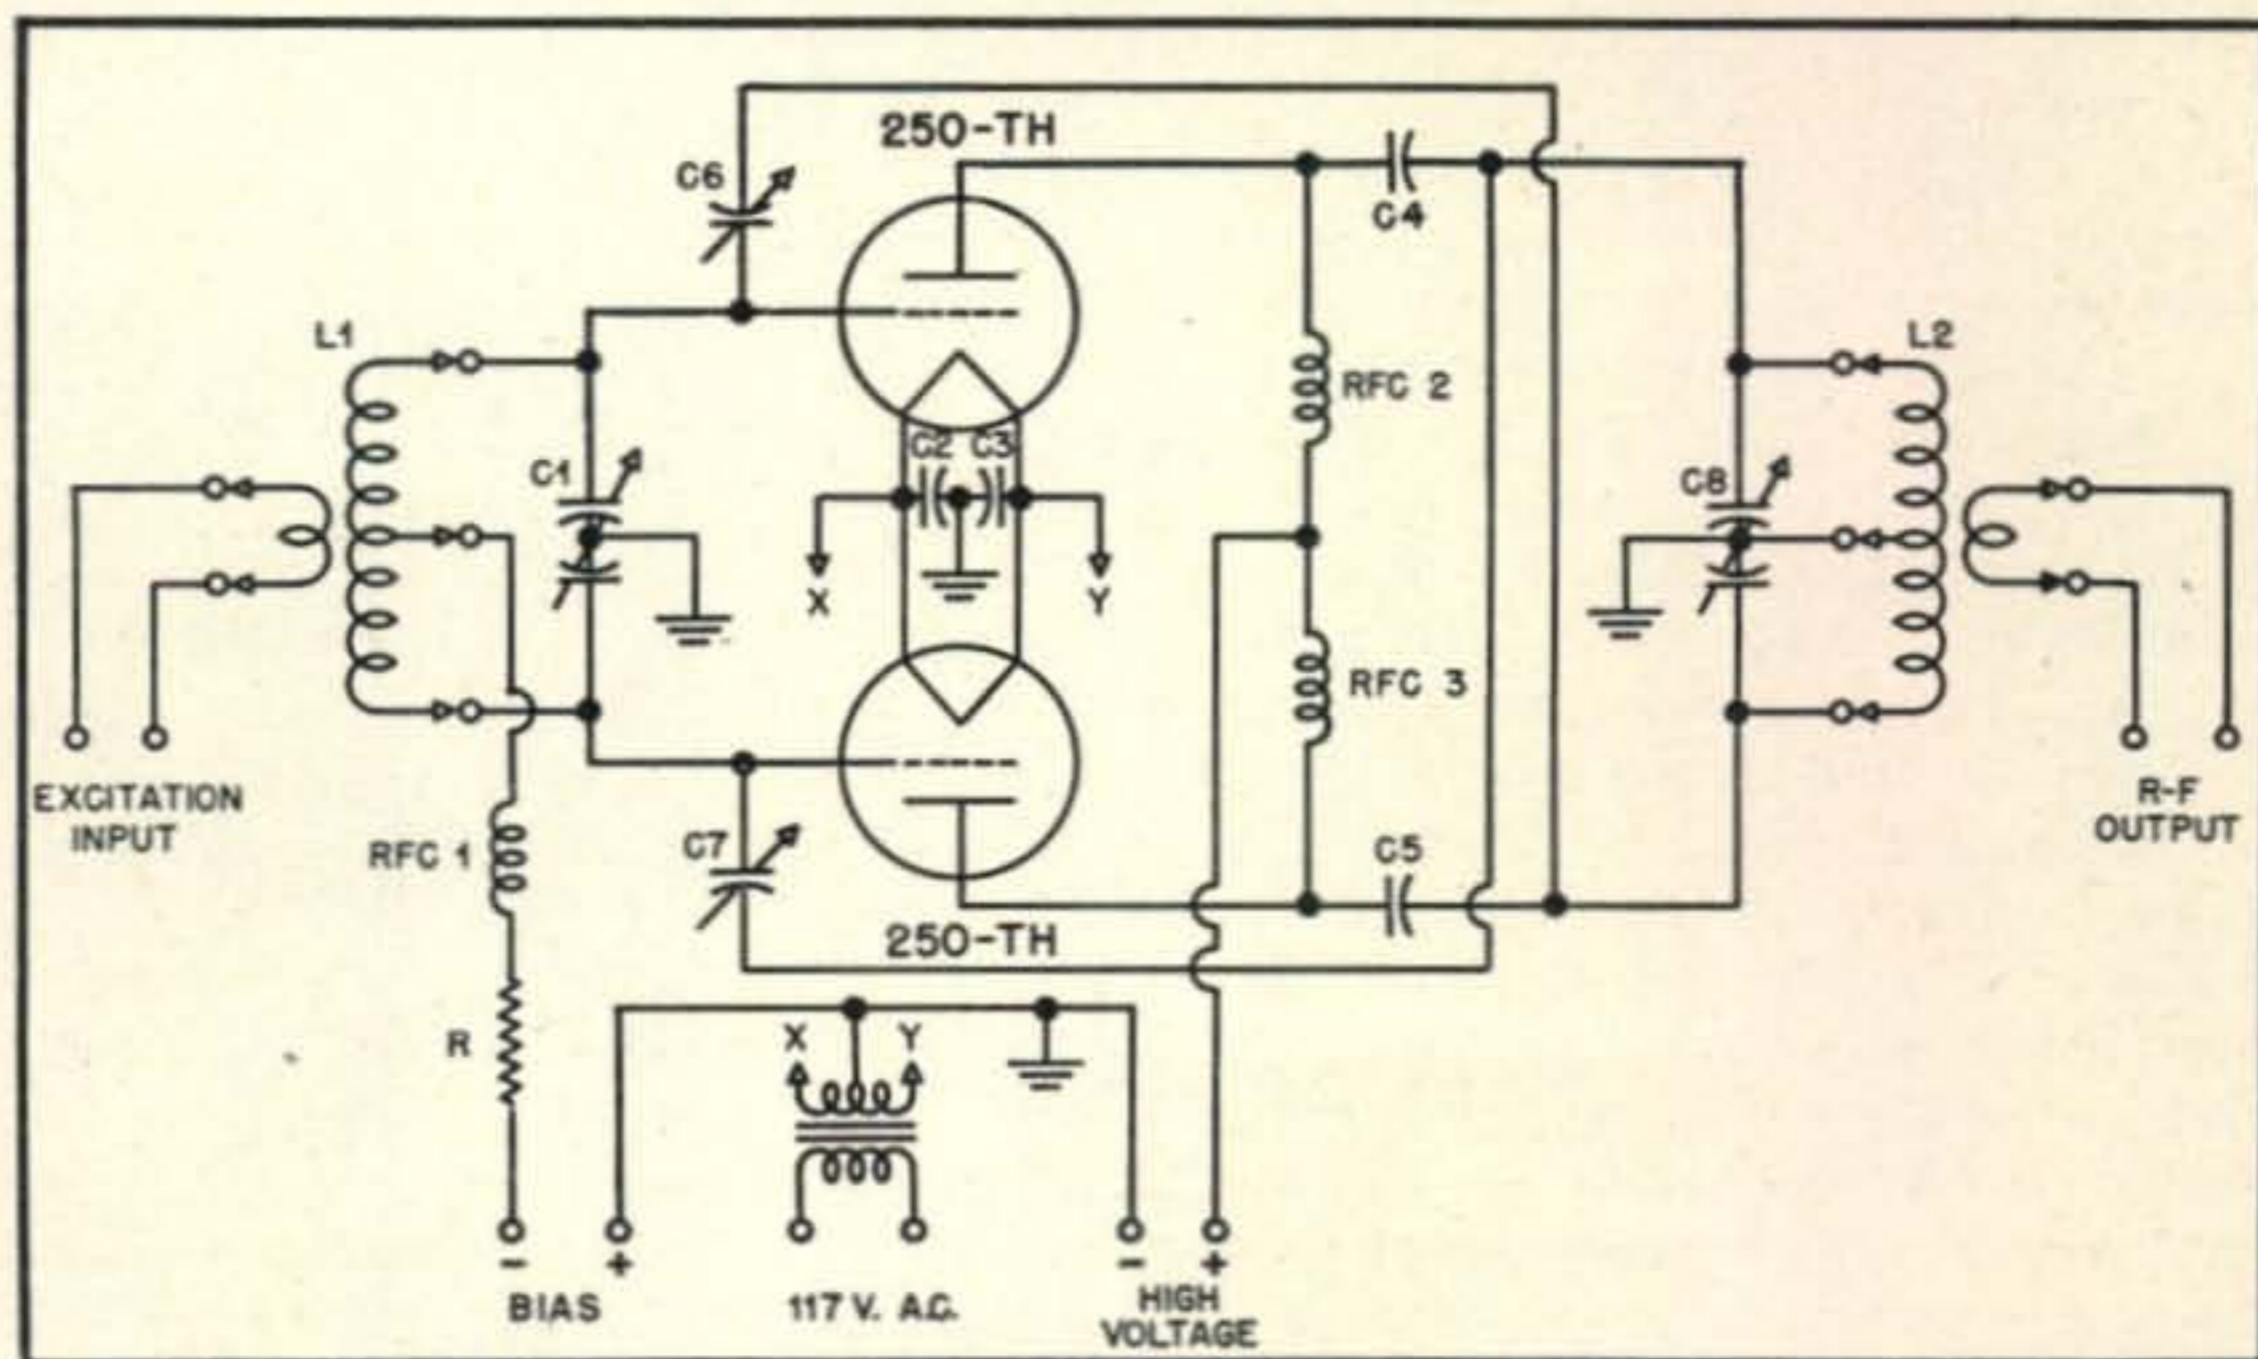 250-TH
C6
C4
L1
L2
RFC 2
C2 C3
C1
C8
X
Y
RFC 3
EXCITATION
INPUT
R-F
OUTPUT
RFC 1
C7
C5
250-TH
R
X Y
- + - +
BIAS
117 V. A.C.
HIGH
VOLTAGE